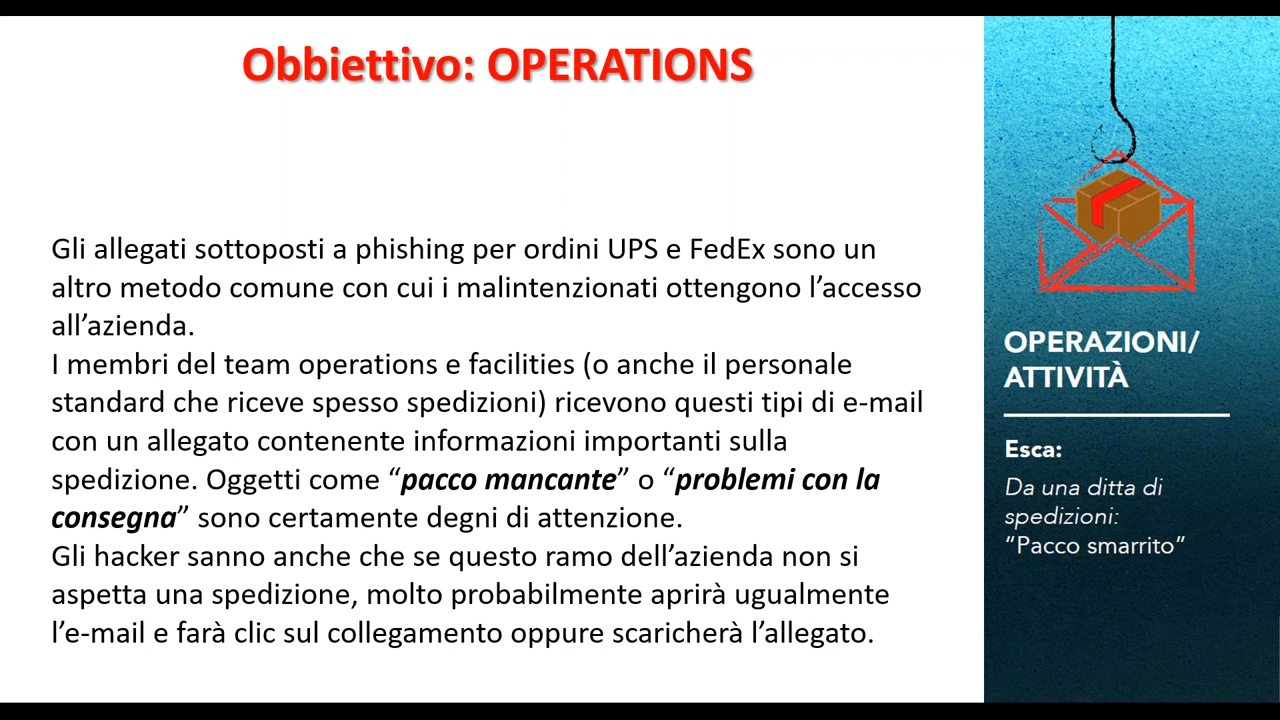 Obbiettivo: OPERATIONS
Gli allegati sottoposti a phishing per ordini UPS e FedEx sono un
altro metodo comune con cui i malintenzionati ottengono l’accesso
all’azienda.
I membri del team operations e facilities (o anche il personale
standard che riceve spesso spedizioni) ricevono questi tipi di e-mail
con un allegato contenente informazioni importanti sulla
spedizione. Oggetti come “pacco mancante” o “problemi con la
consegna” sono certamente degni di attenzione.
Gli hacker sanno anche che se questo ramo dell’azienda non si
aspetta una spedizione, molto probabilmente aprirà ugualmente
l’e-mail e farà clic sul collegamento oppure scaricherà l’allegato.
OPERAZIONI/
ATTIVITÀ
Esca:
Da una ditta di
spedizioni:
“Pacco smarrito”